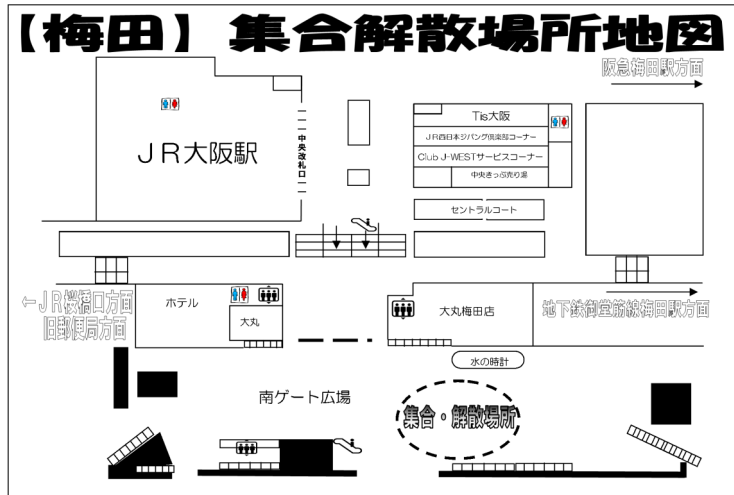 【梅田】 集合解散場所地図
阪急梅田駅方面
JR大阪駅
中央改札口
Tis大阪
JR西日本ジパング倶楽部コーナー
Club J-WESTサービスコーナー
中央きっぷ売り場
セントラルコート
←JR桜橋口方面
旧郵便局方面
ホテル
大丸
大丸梅田店
地下鉄御堂筋線梅田駅方面
水の時計
南ゲート広場
集合・解散場所